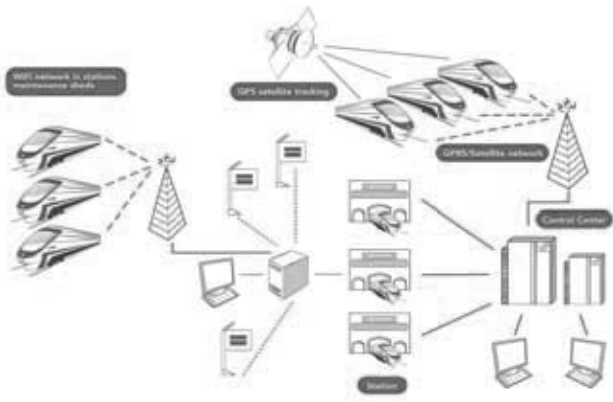 WiFi network in stations
maintenance sheds
GPS satellite tracking
GPRS/Satellite network
Control Center
Station